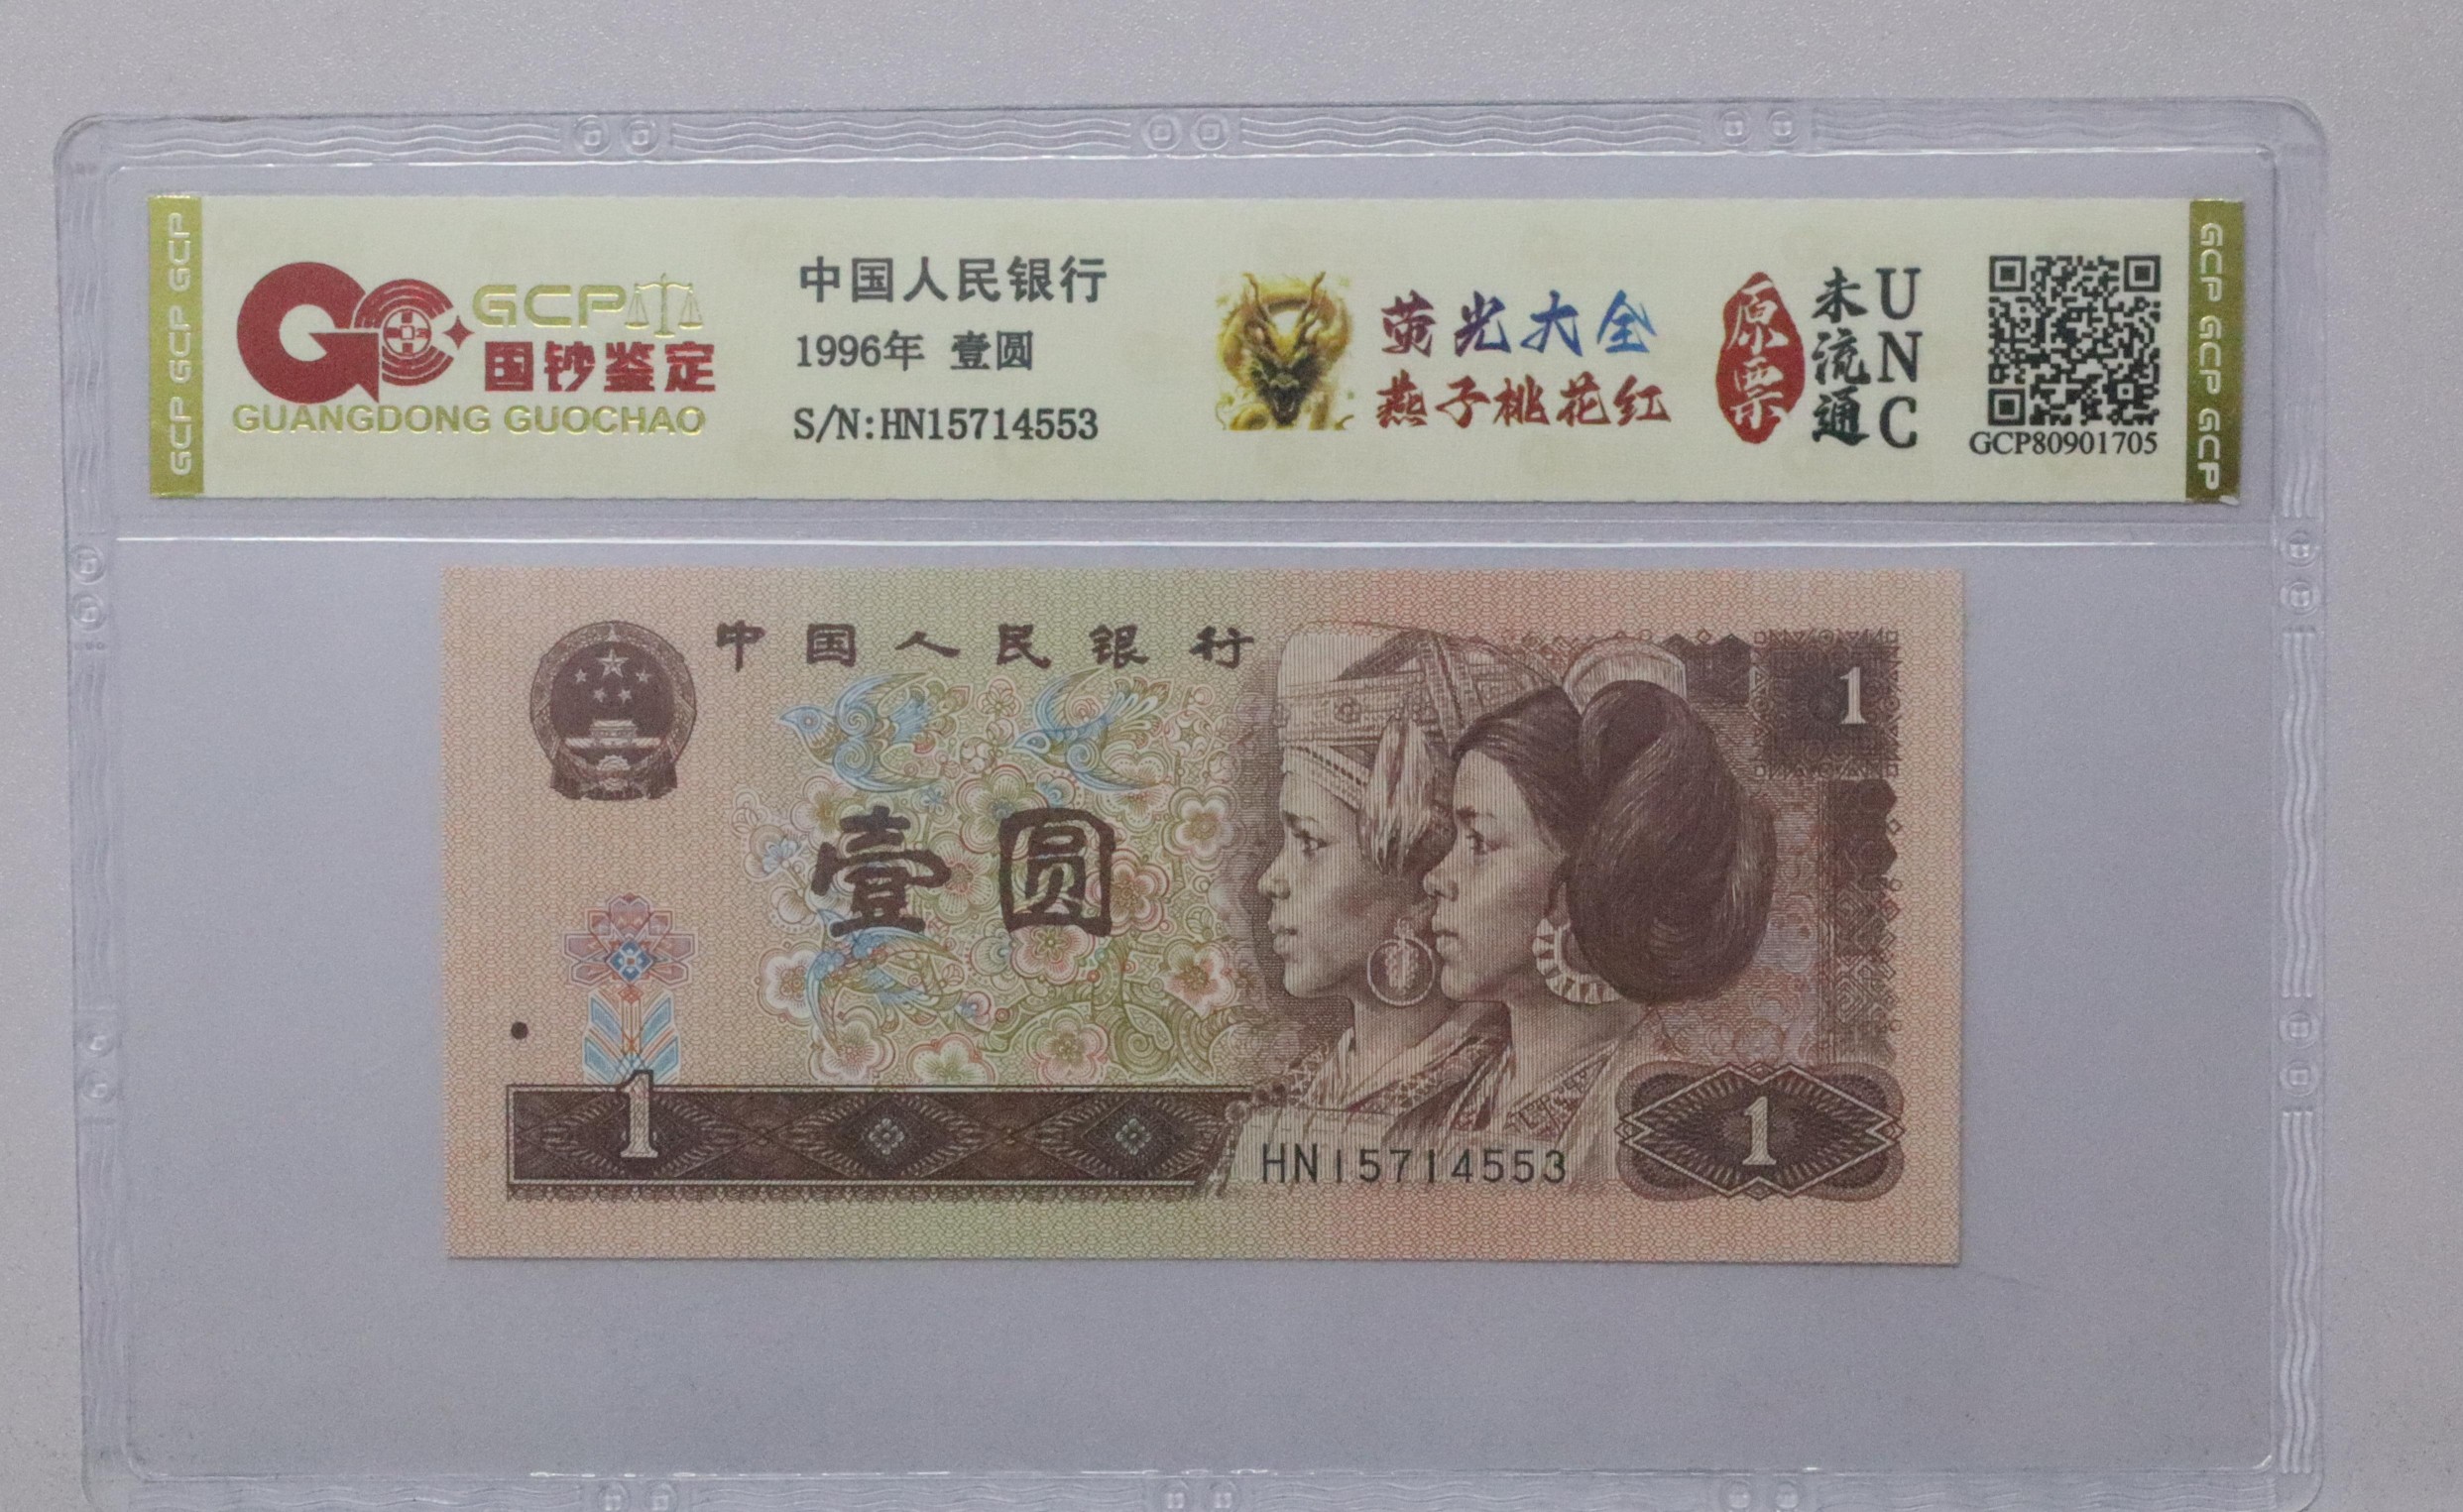 GCP GCP GCP
GCP
国钞鉴定
GUANGDONG GUOCHAO
中国人民银行
1996年 壹圆
S/N:HN15714553
荧光大全
燕子桃花红
原票
未流通
UNC
GCP80901705
GCP GCP GCP
中国人民银行
1
壹圆
1
HN15714553
1